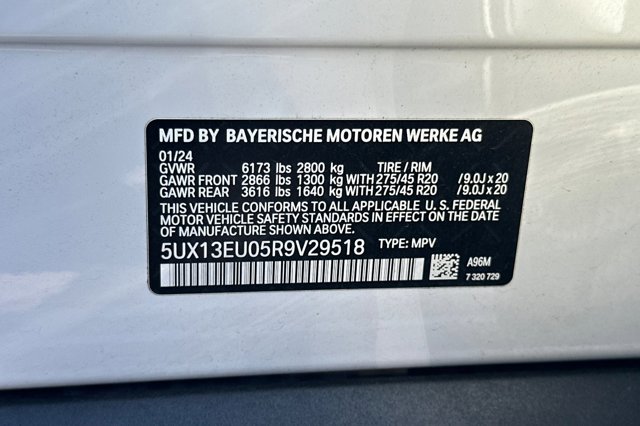 MFD BY BAYERISCHE MOTOREN WERKE AG
01/24
GVWR 6173 lbs 2800 kg TIRE / RIM
GAWR FRONT 2866 lbs 1300 kg WITH 275/45 R20 /9.0J x 20
GAWR REAR 3616 lbs 1640 kg WITH 275/45 R20 /9.0J x 20
THIS VEHICLE CONFORMS TO ALL APPLICABLE U. S. FEDERAL
MOTOR VEHICLE SAFETY STANDARDS IN EFFECT ON THE DATE
OF MANUFACTURE SHOWN ABOVE.
5UX13EU05R9V29518 TYPE: MPV
A96M
7 320 729